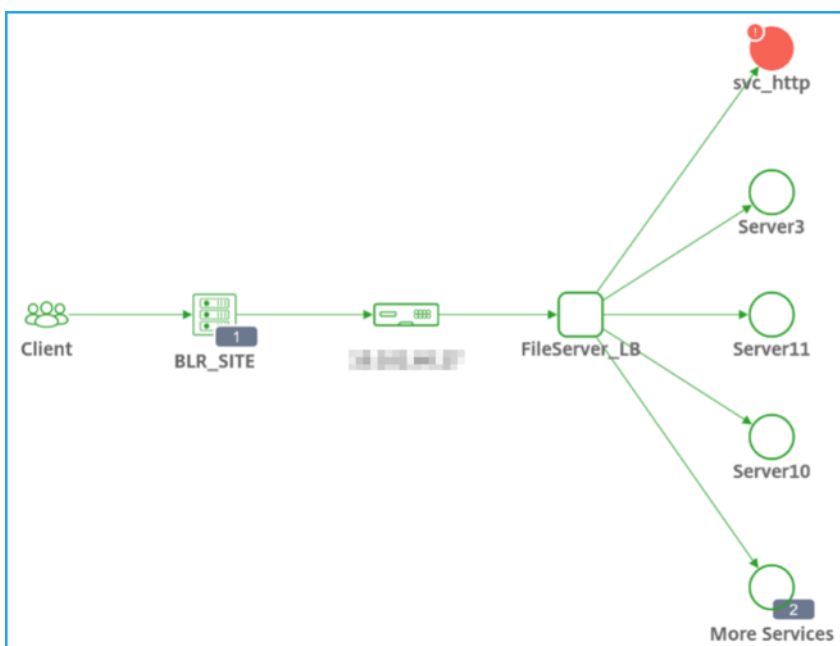 !
svc_http
Server3
Client
1
BLR_SITE
FileServer_LB
Server11
Server10
2
More Services